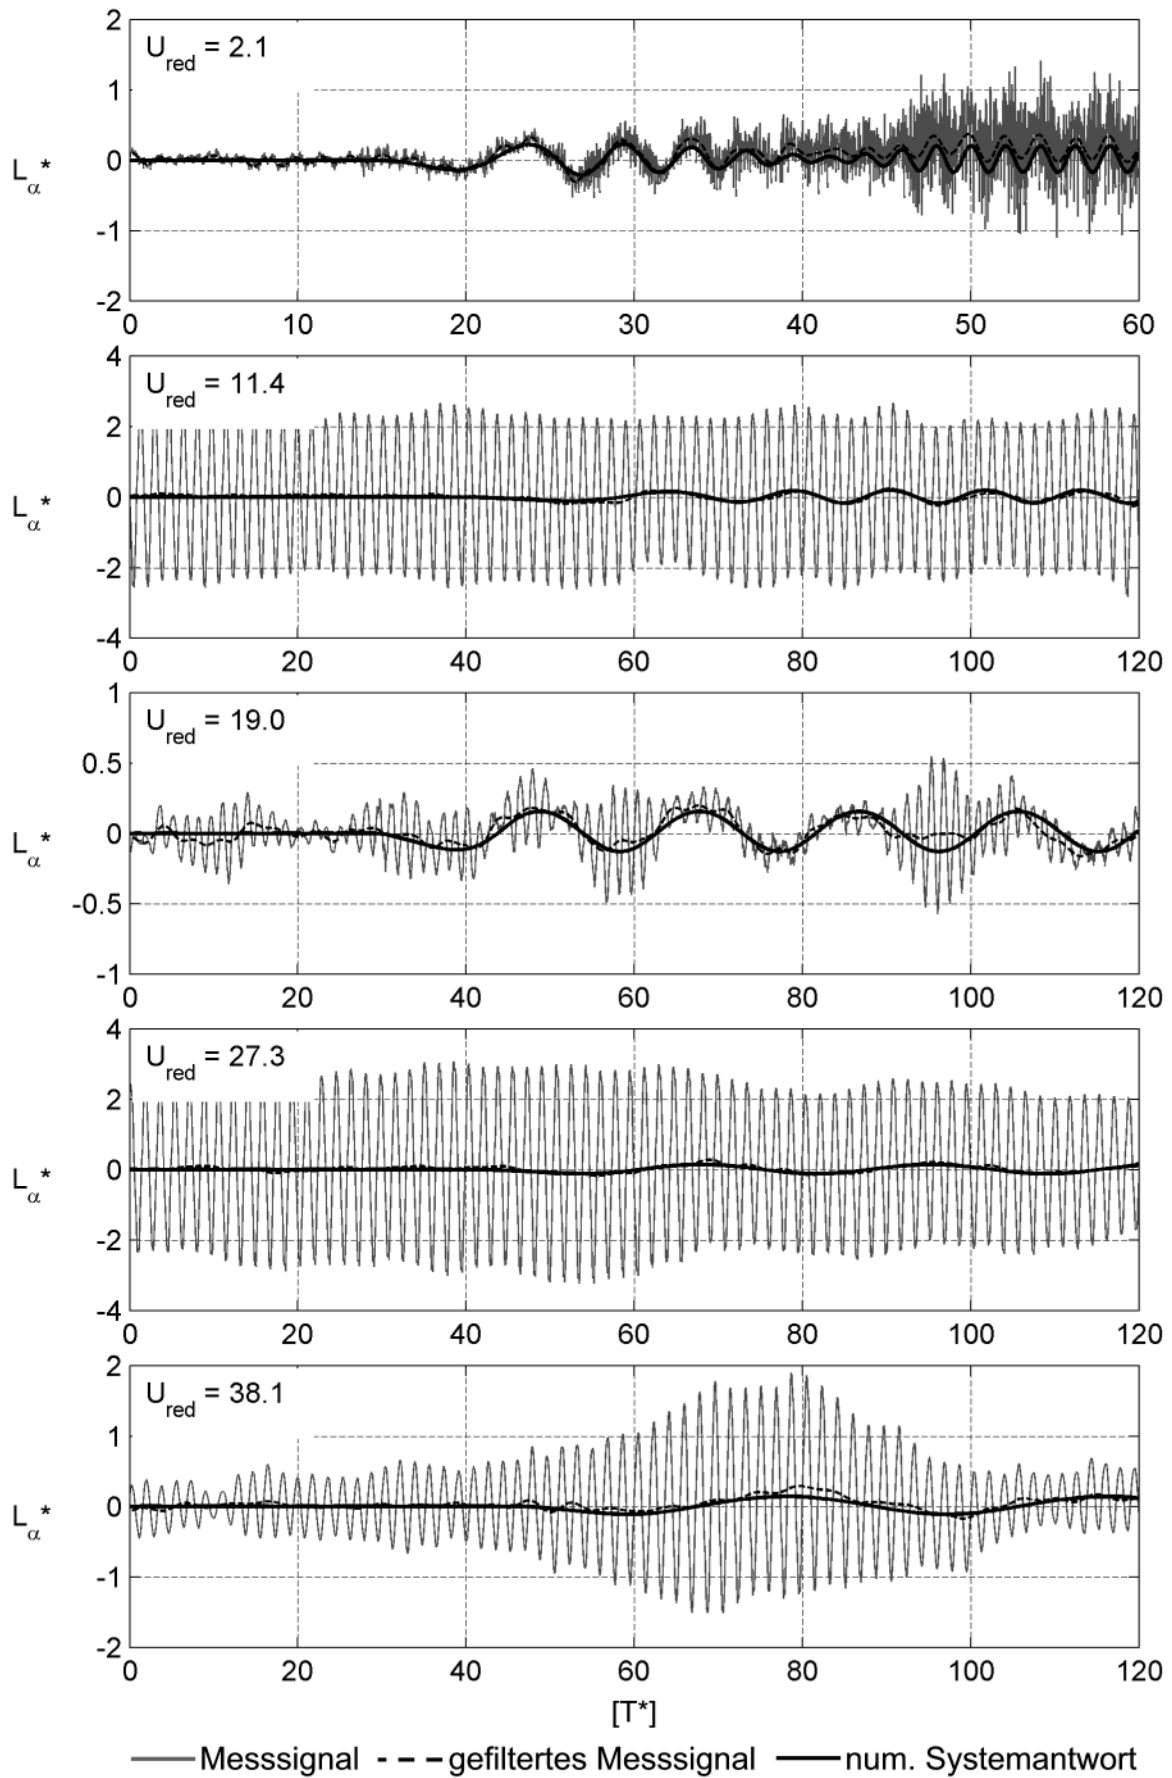 2
U_red = 2.1
1
L_α*
0
-1
-2
0 10 20 30 40 50 60
4
U_red = 11.4
2
L_α*
0
-2
-4
0 20 40 60 80 100 120
1
U_red = 19.0
0.5
L_α*
0
-0.5
-1
0 20 40 60 80 100 120
4
U_red = 27.3
2
L_α*
0
-2
-4
0 20 40 60 80 100 120
2
U_red = 38.1
1
L_α*
0
-1
-2
0 20 40 60 80 100 120
[T*]
Messsignal gefiltertes Messsignal num. Systemantwort